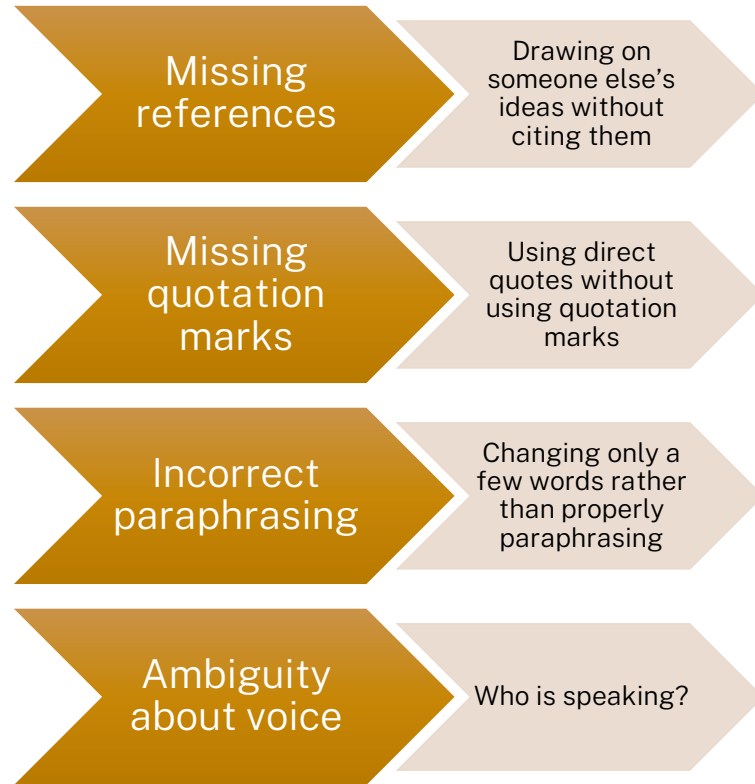 Missing
references
Drawing on
someone else’s
ideas without
citing them
Missing
quotation
marks
Using direct
quotes without
using quotation
marks
Incorrect
paraphrasing
Changing only a
few words rather
than properly
paraphrasing
Ambiguity
about voice
Who is speaking?